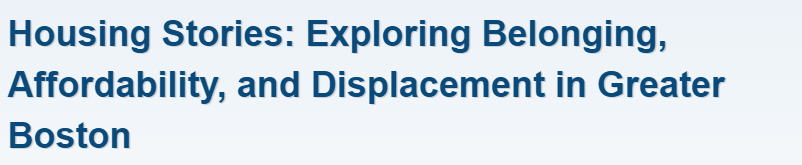 Housing Stories: Exploring Belonging,
Affordability, and Displacement in Greater
Boston